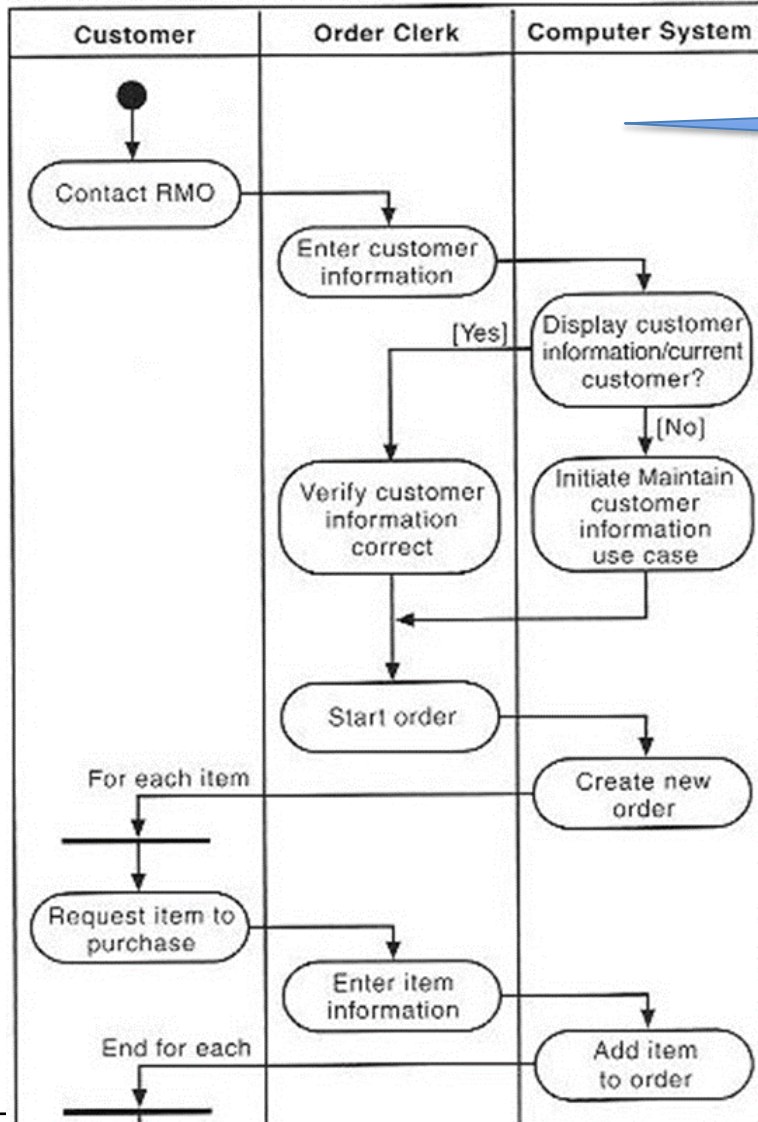 Customer
Order Clerk
Computer System
Contact RMO
Enter customer
information
Display customer
information/current
customer?
[Yes]
[No]
Verify customer
information
correct
Initiate Maintain
customer
information
use case
Start order
Create new
order
For each item
Request item to
purchase
Enter item
information
Add item
to order
End for each